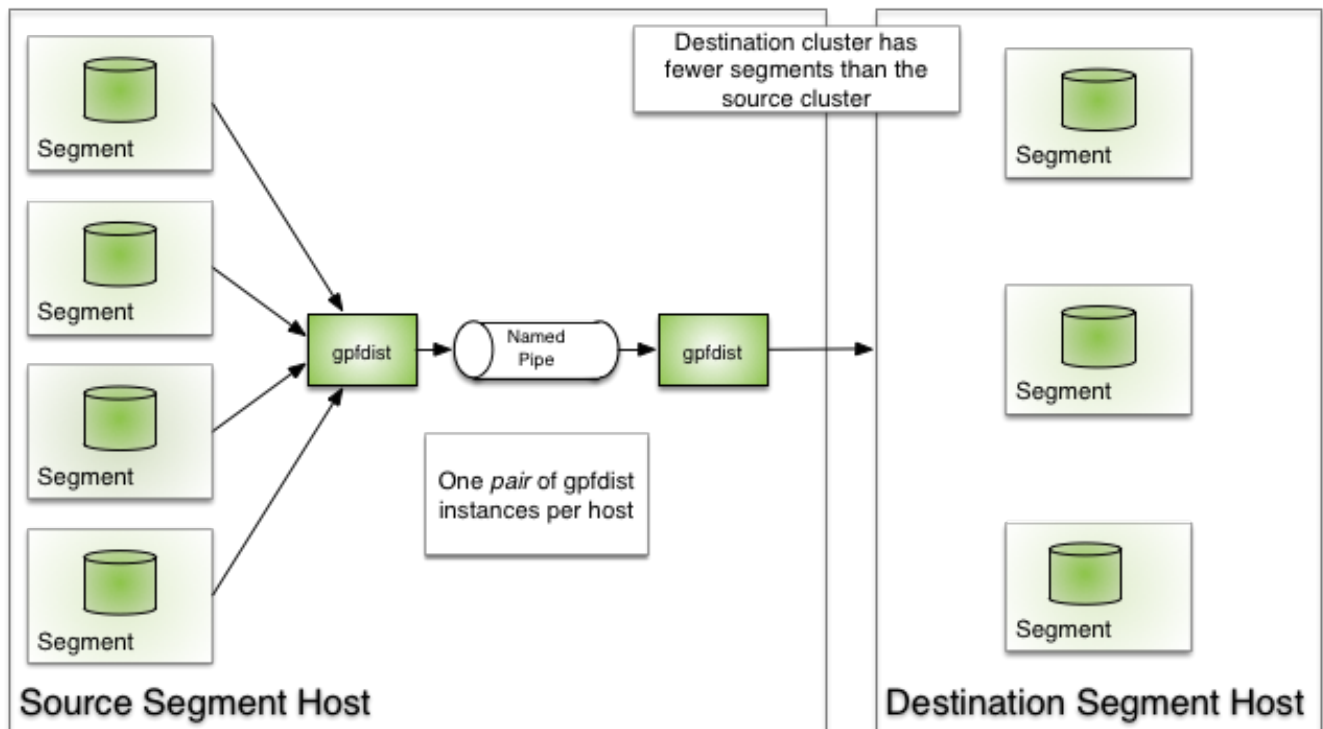 Destination cluster has
fewer segments than the
source cluster
Segment
Segment
Segment
Segment
gpfdist
Named
Pipe
gpfdist
One pair of gpfdist
instances per host
Source Segment Host
Segment
Segment
Segment
Destination Segment Host